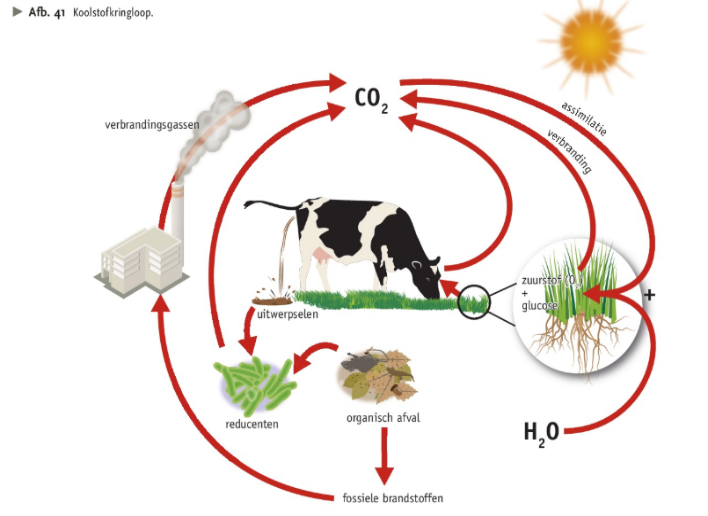 ▶ Afb. 41 Koolstofkringloop.
verbrandingsgassen
CO₂
assimilatie
verbranding
zuurstof (O₂)
+
glucose
+
uitwerpselen
reducenten
organisch afval
H₂O
fossiele brandstoffen